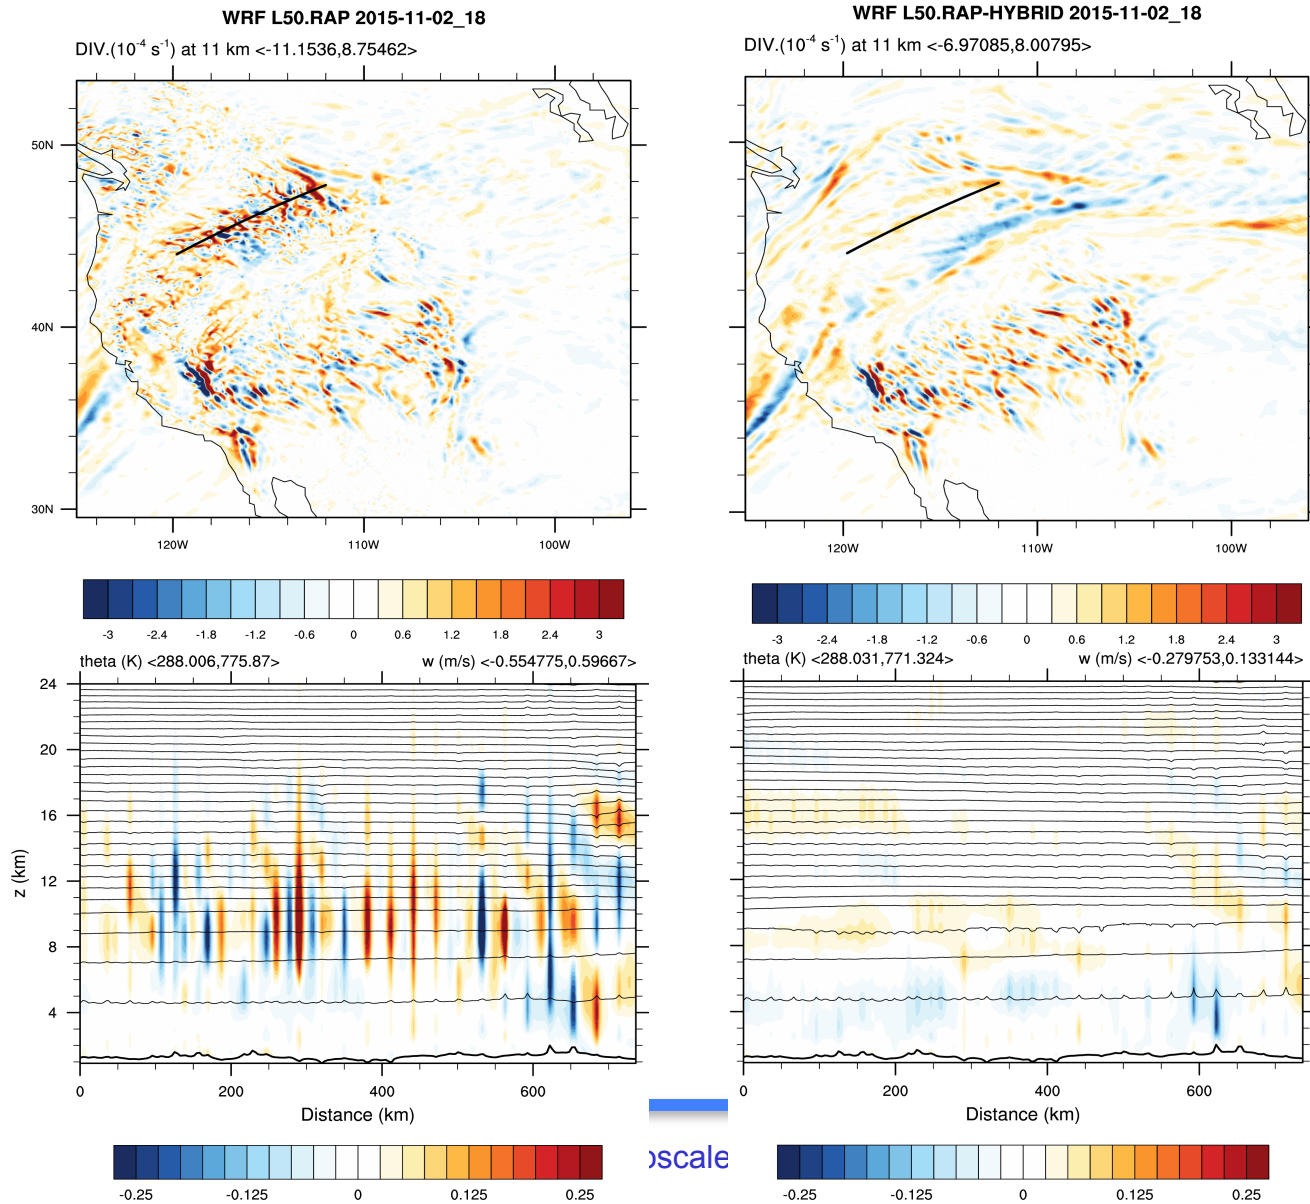 WRF L50.RAP 2015-11-02_18
DIV.(10-4 s-1) at 11 km <-11.1536,8.75462>
50N
40N
30N
120W 110W 100W
-3 -2.4 -1.8 -1.2 -0.6 0 0.6 1.2 1.8 2.4 3
theta (K) <288.006,775.87> w (m/s) <-0.554775,0.59667>
24
20
16
12
8
4
z (km)
0 200 400 600
Distance (km)
-0.25 -0.125 0 0.125 0.25
WRF L50.RAP-HYBRID 2015-11-02_18
DIV.(10-4 s-1) at 11 km <-6.97085,8.00795>
120W 110W 100W
-3 -2.4 -1.8 -1.2 -0.6 0 0.6 1.2 1.8 2.4 3
theta (K) <288.031,771.324> w (m/s) <-0.279753,0.133144>
0 200 400 600
Distance (km)
-0.25 -0.125 0 0.125 0.25
oscale